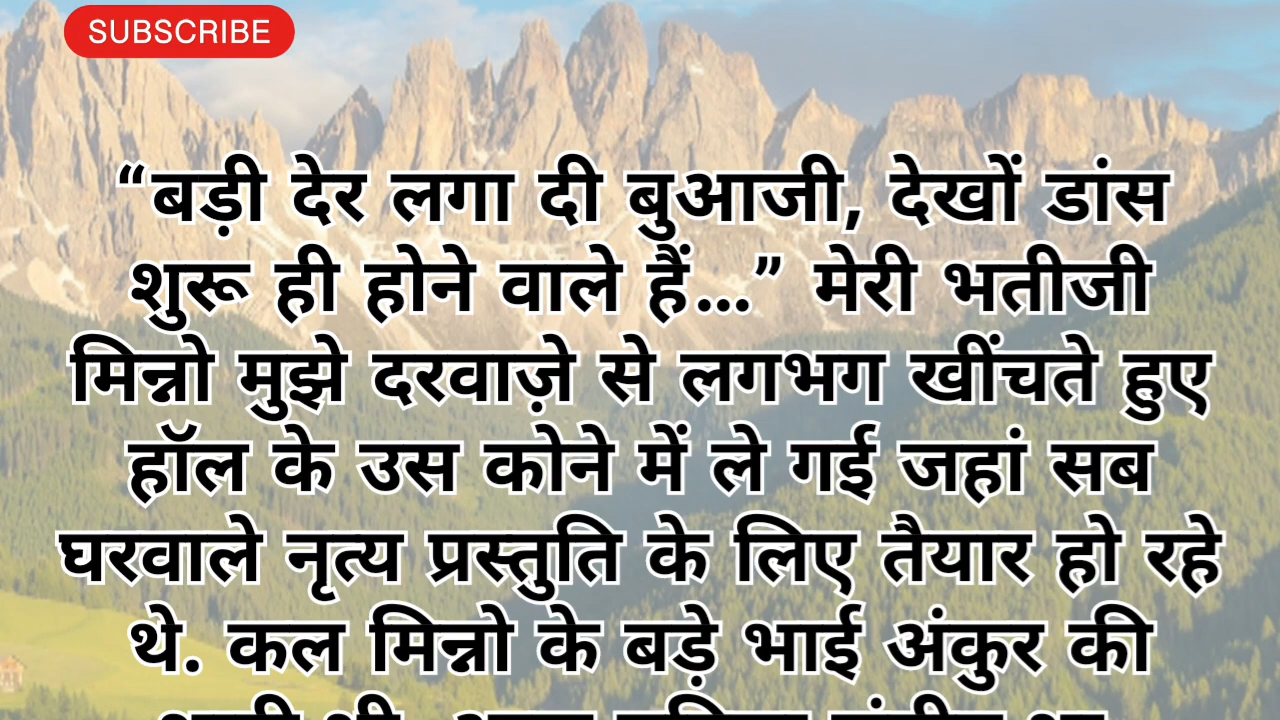 SUBSCRIBE
“बड़ी देर लगा दी बुआजी, देखों डांस
शुरू ही होने वाले हैं...” मेरी भतीजी
मिन्नो मुझे दरवाज़े से लगभग खींचते हुए
हॉल के उस कोने में ले गई जहां सब
घरवाले नृत्य प्रस्तुति के लिए तैयार हो रहे
थे. कल मिन्नो के बड़े भाई अंकुर की